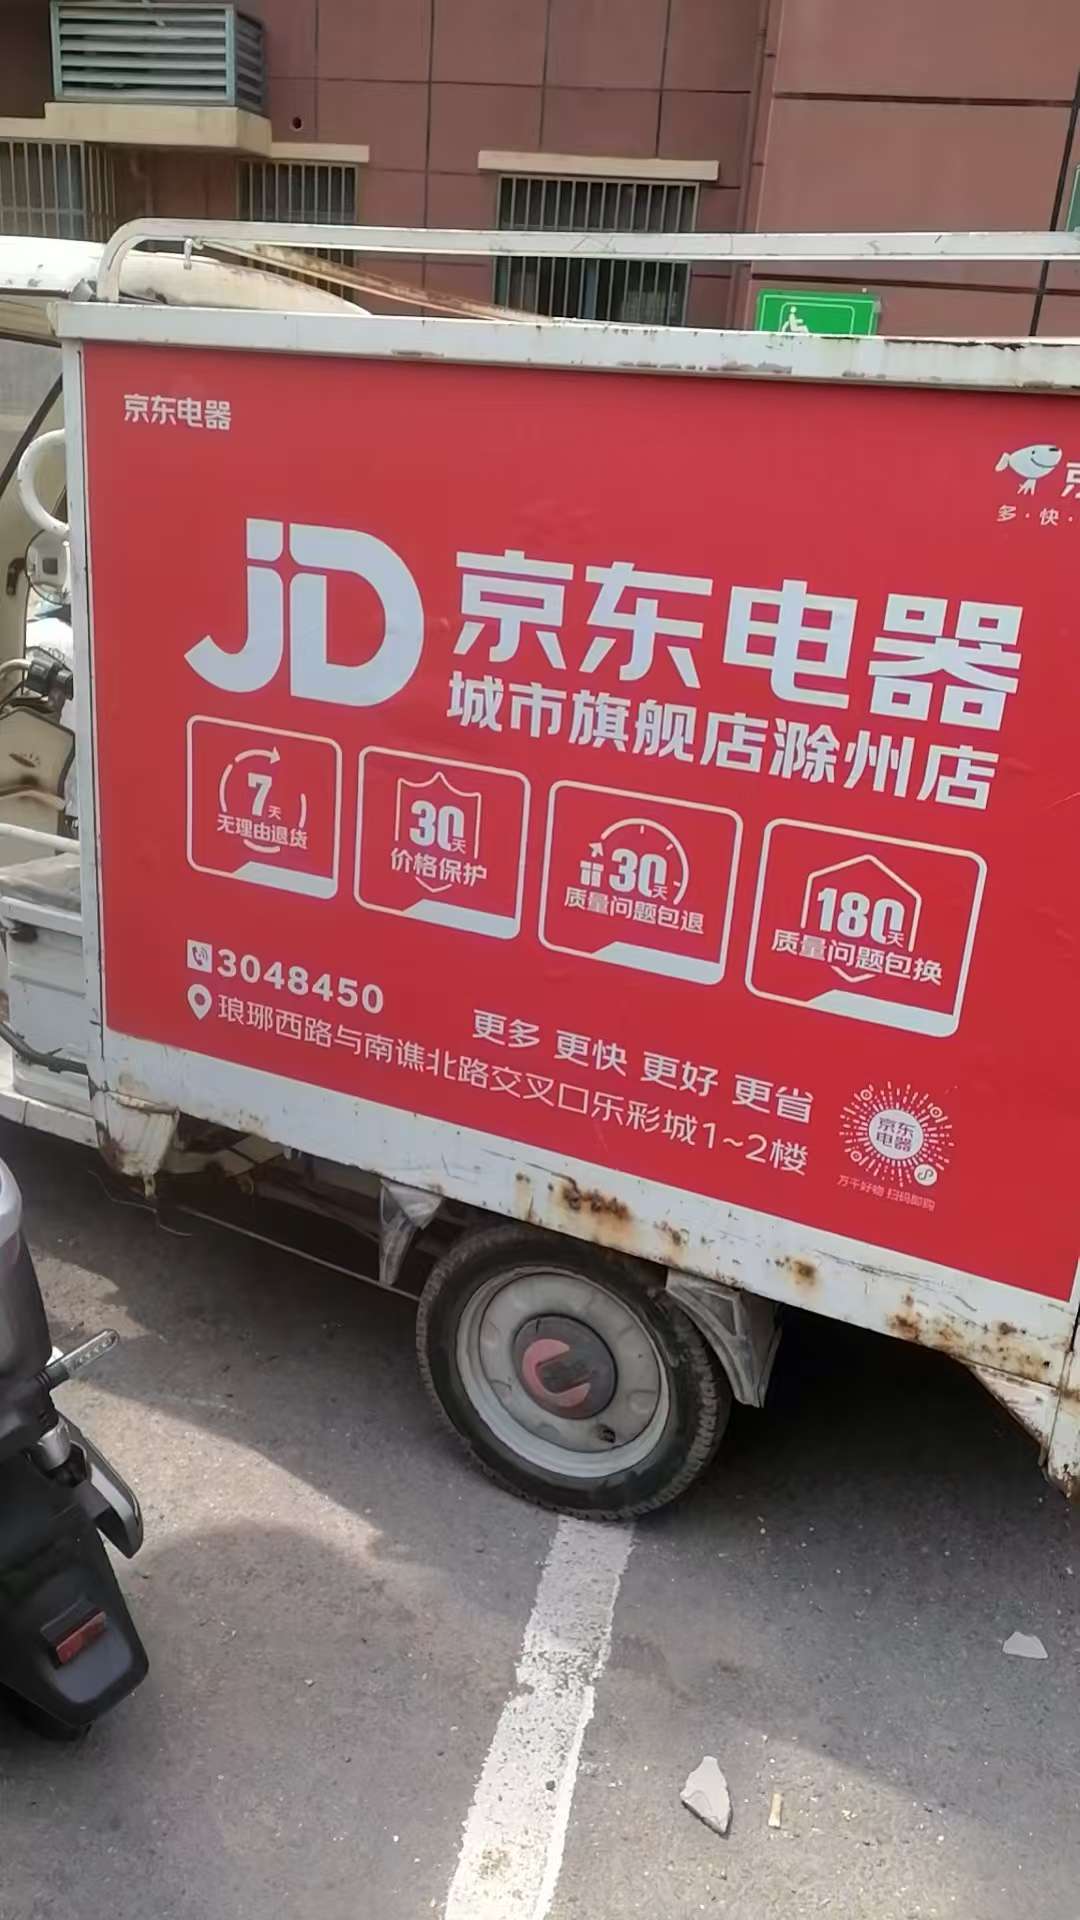 京东电器
多·快·
JD 京东电器
城市旗舰店滁州店
7天
无理由退货
30天
价格保护
30天
质量问题包退
180天
质量问题包换
3048450
更多 更快 更好 更省
琅琊西路与南谯北路交叉口乐彩城1~2楼
京东
电器
万千好物 扫码即购